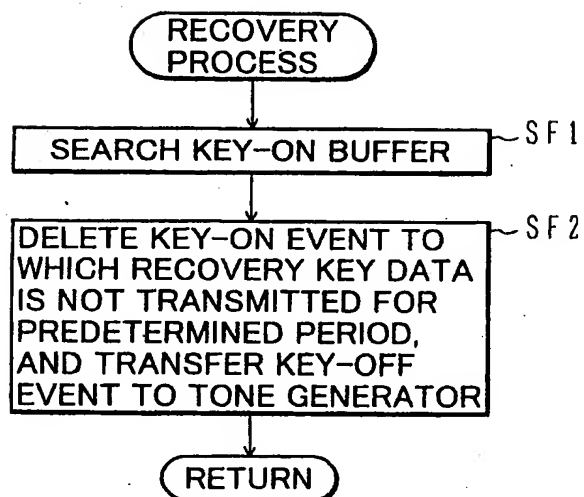 RECOVERY
PROCESS
SEARCH KEY-ON BUFFER
SF1
DELETE KEY-ON EVENT TO
WHICH RECOVERY KEY DATA
IS NOT TRANSMITTED FOR
PREDETERMINED PERIOD,
AND TRANSFER KEY-OFF
EVENT TO TONE GENERATOR
SF2
RETURN